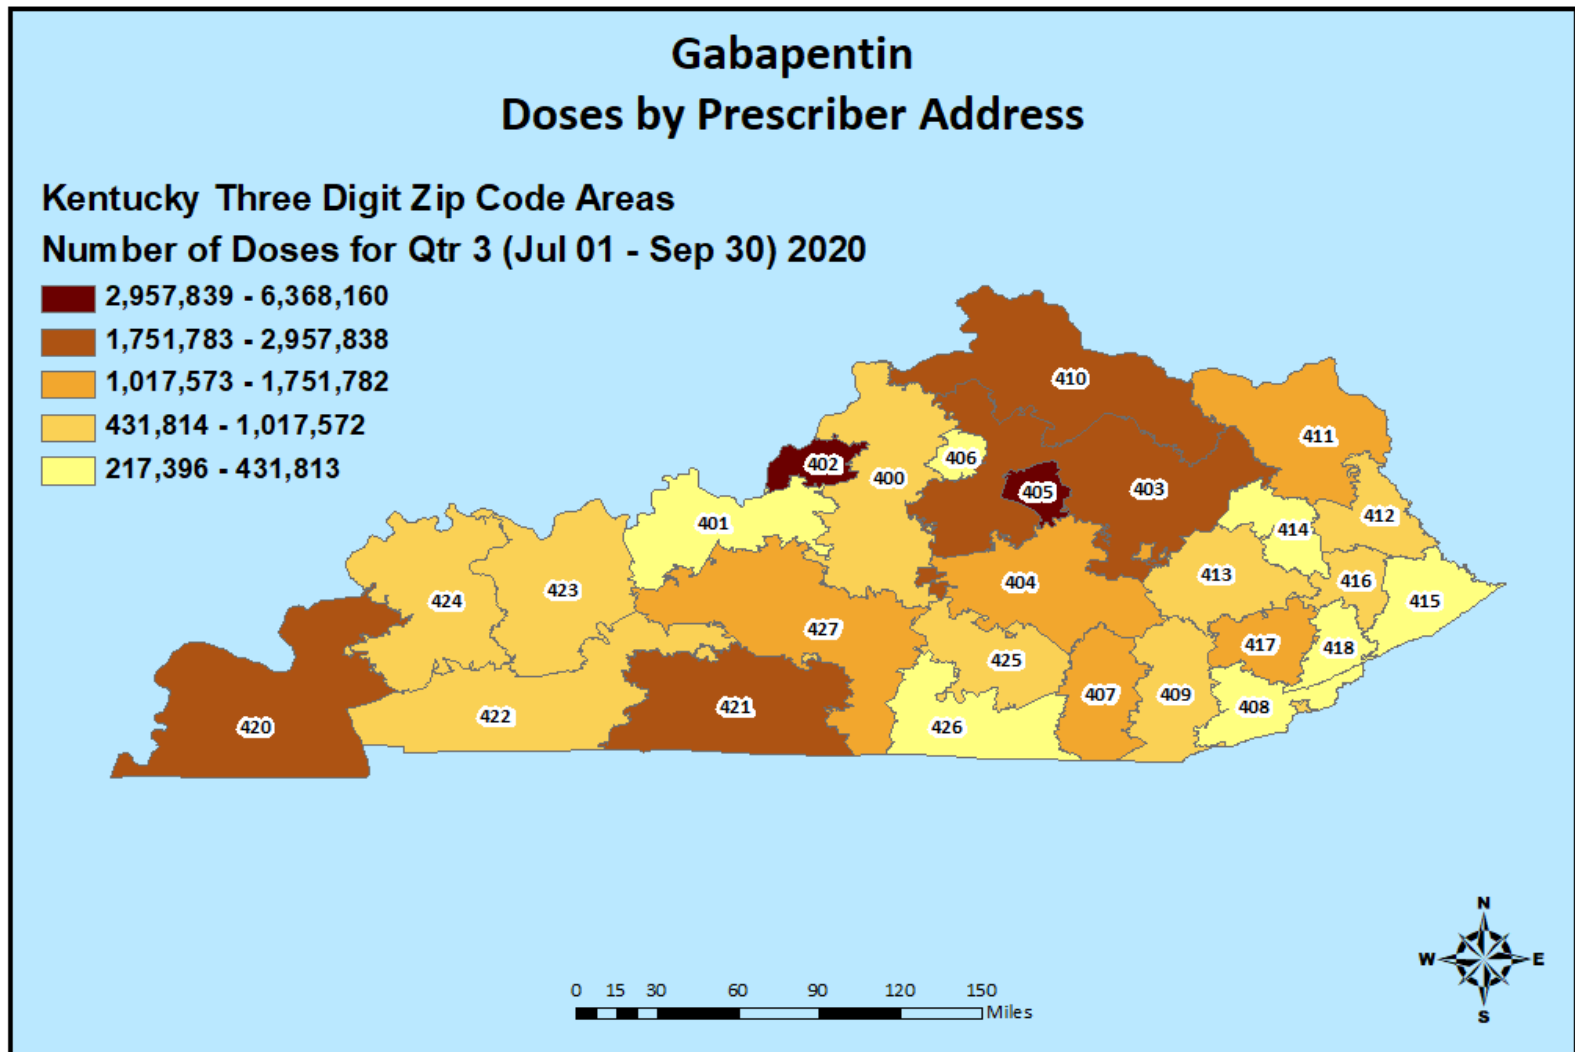 Gabapentin
Doses by Prescriber Address
Kentucky Three Digit Zip Code Areas
Number of Doses for Qtr 3 (Jul 01 - Sep 30) 2020
2,957,839 - 6,368,160
1,751,783 - 2,957,838
1,017,573 - 1,751,782
431,814 - 1,017,572
217,396 - 431,813
410
411
406
402
400
405
403
412
401
414
404
413
416
423
424
415
427
417
418
425
407
409
408
421
422
420
426
N
W E
S
0 15 30 60 90 120 150
Miles